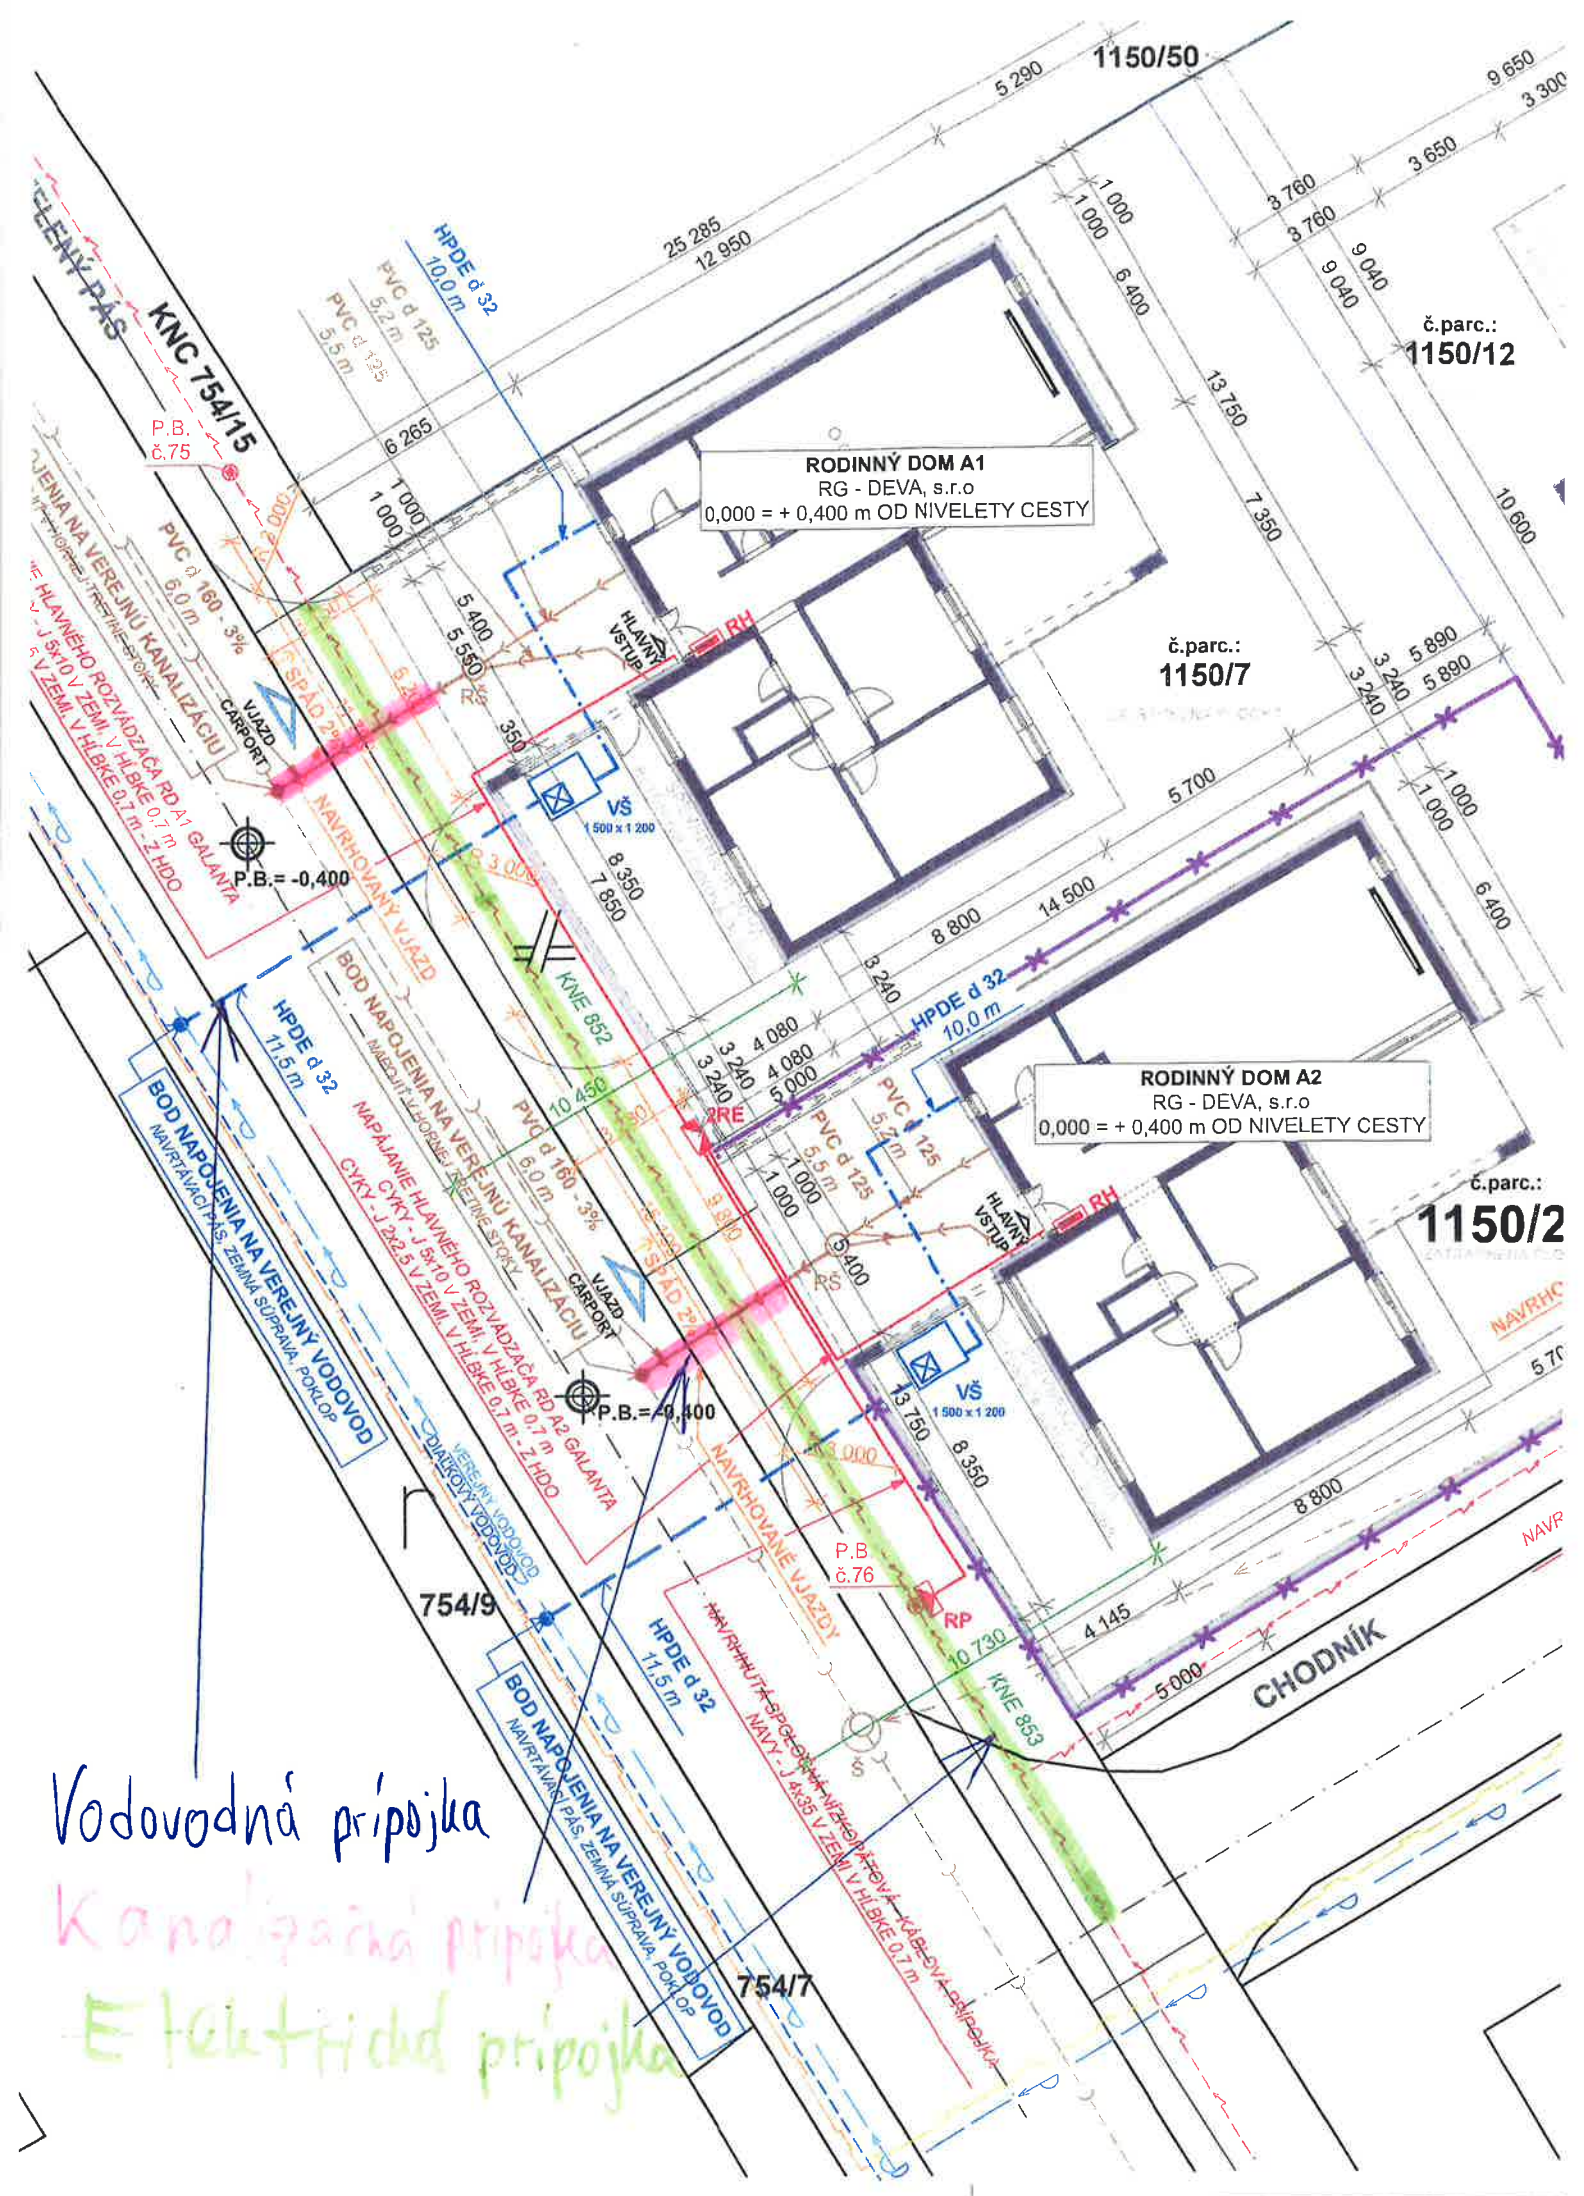 1150/50
5 290
9 650
3 300
3 650
3 760
3 760
1 000
1 000
6 400
9 040
9 040
25 285
12 950
HPDE d 32
10,0 m
PVC d 125
5,2 m
PVC d 125
5,5 m
KNC 754/15
P.B.
č.75
6 265
1 000
1 000
č.parc.:
1150/12
13 750
7 350
10 600
RODINNÝ DOM A1
RG - DEVA, s.r.o
0,000 = + 0,400 m OD NIVELETY CESTY
PVC d 160 - 3%
6,0 m
5 400
5 550
RŠ
HLAVNÝ
VSTUP
RH
č.parc.:
1150/7
3 240
3 240
5 890
5 890
VJAZD
CARPORT
350
VŠ
1 500 x 1 200
5 700
1 000
1 000
6 400
P.B.= -0,400
NAVRHOVANÝ VJAZD
8 350
7 850
8 800
14 500
3 240
KNE 852
HPDE d 32
11,5 m
BOD NAPOJENIA NA VEREJNÚ KANALIZÁCIU
NAPOJIŤ V HORNEJ TRETINE STOKY
PVC d 160 - 3%
6,0 m
10 450
3 240
3 240
4 080
4 080
5 000
HPDE d 32
10,0 m
PVC d 125
5,2 m
PVC d 125
5,5 m
2RE
1 000
1 000
RODINNÝ DOM A2
RG - DEVA, s.r.o
0,000 = + 0,400 m OD NIVELETY CESTY
č.parc.:
1150/2
BOD NAPOJENIA NA VEREJNÝ VODOVOD
NAVRTÁVACÍ PÁS, ZEMNÁ SÚPRAVA, POKLOP
NAPÁJANIE HLAVNÉHO ROZVÁDZAČA RD A2 GALANTA
CYKY - J 5x10 V ZEMI, V HĹBKE 0,7 m
CYKY - J 2x2,5 V ZEMI, V HĹBKE 0,7 m - Z HDO
VJAZD
CARPORT
SPÁD 2%
9 800
5 400
RŠ
HLAVNÝ
VSTUP
RH
P.B.= -0,400
VŠ
1 500 x 1 200
13 750
8 350
8 800
NAVRHOVANÉ VJAZDY
VEREJNÝ VODOVOD
DIAĽKOVÝ VODOVOD
754/9
P.B
č.76
RP
10 730
KNE 853
4 145
5 000
CHODNÍK
HPDE d 32
11,5 m
NAVRHNUTÁ SPOLOČNÁ NÍZKOPÄŤOVÁ KÁBLOVÁ PRÍPOJKA
NAVY - J 4x35 V ZEMI V HĹBKE 0,7 m
Š
BOD NAPOJENIA NA VEREJNÝ VODOVOD
NAVRTÁVACÍ PÁS, ZEMNÁ SÚPRAVA, POKLOP
Vodovodná prípojka
Kanalizačná prípojka
Elektrická prípojka
754/7